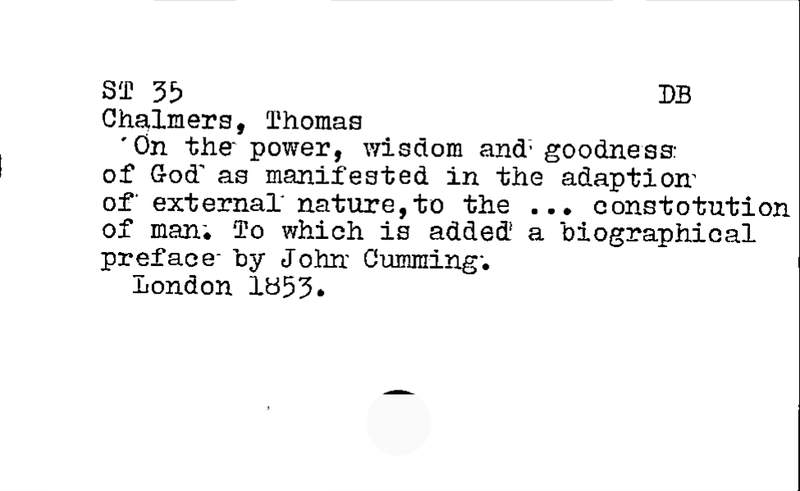 ST 35 DB
Chalmers, Thomas
On the power, wisdom and goodness
of God as manifested in the adaption
of external nature,to the ... constotution
of man. To which is added a biographical
preface by John Cumming.
London 1853.